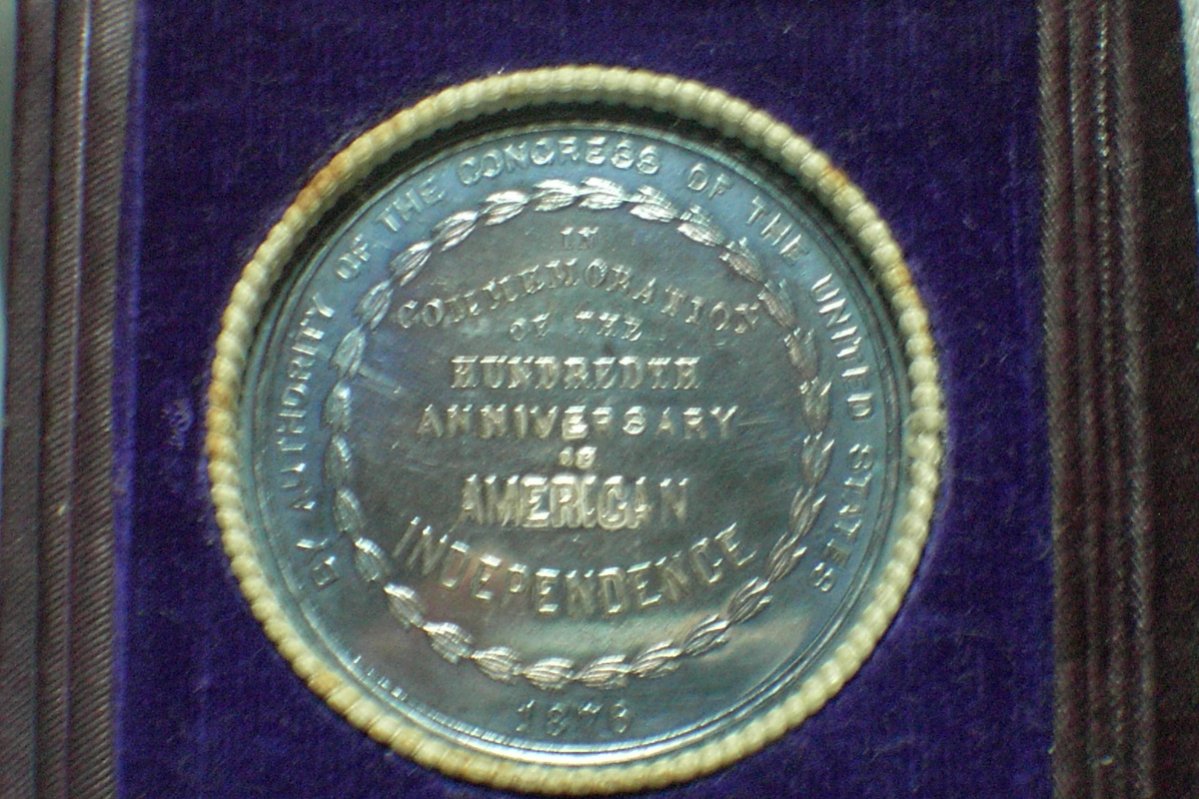 BY AUTHORITY OF THE CONGRESS OF THE UNITED STATES
IN
COMMEMORATION
OF THE
HUNDREDTH
ANNIVERSARY
OF
AMERICAN
INDEPENDENCE
1876